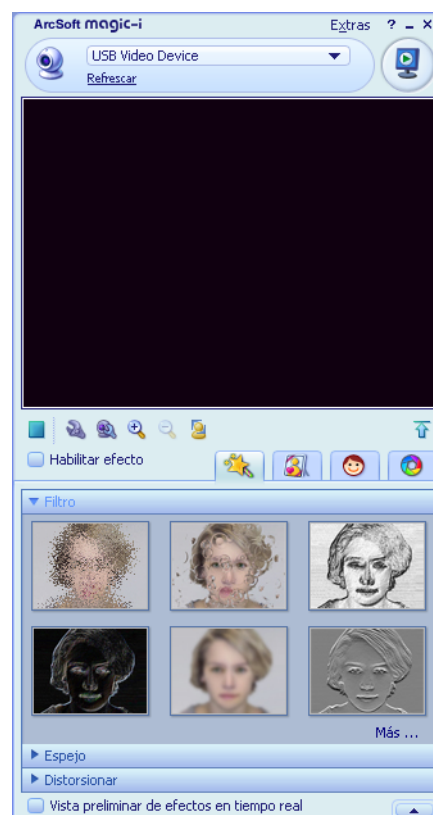 ArcSoft magic-i Extras ? – ×
USB Video Device
Refrescar
Habilitar efecto
Filtro
Más ...
Espejo
Distorsionar
Vista preliminar de efectos en tiempo real